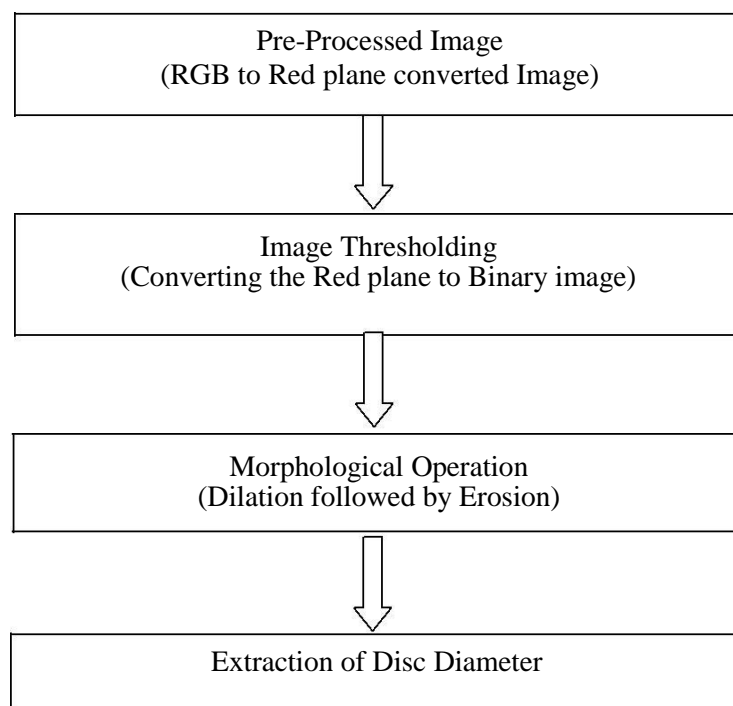 Pre-Processed Image
(RGB to Red plane converted Image)
Image Thresholding
(Converting the Red plane to Binary image)
Morphological Operation
(Dilation followed by Erosion)
Extraction of Disc Diameter